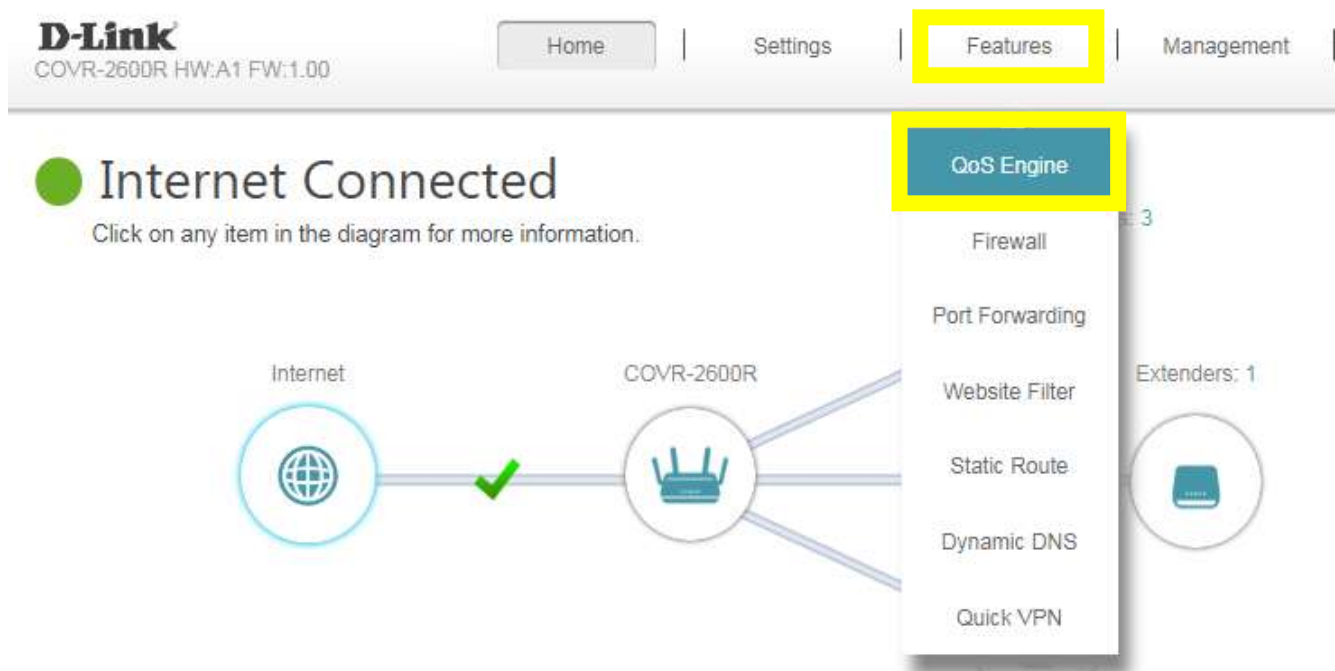 D-Link
COVR-2600R HW:A1 FW:1.00
Home | Settings | Features | Management |
Internet Connected
Click on any item in the diagram for more information.
QoS Engine
: 3
Firewall
Port Forwarding
Website Filter
Static Route
Dynamic DNS
Quick VPN
Internet
COVR-2600R
Extenders: 1